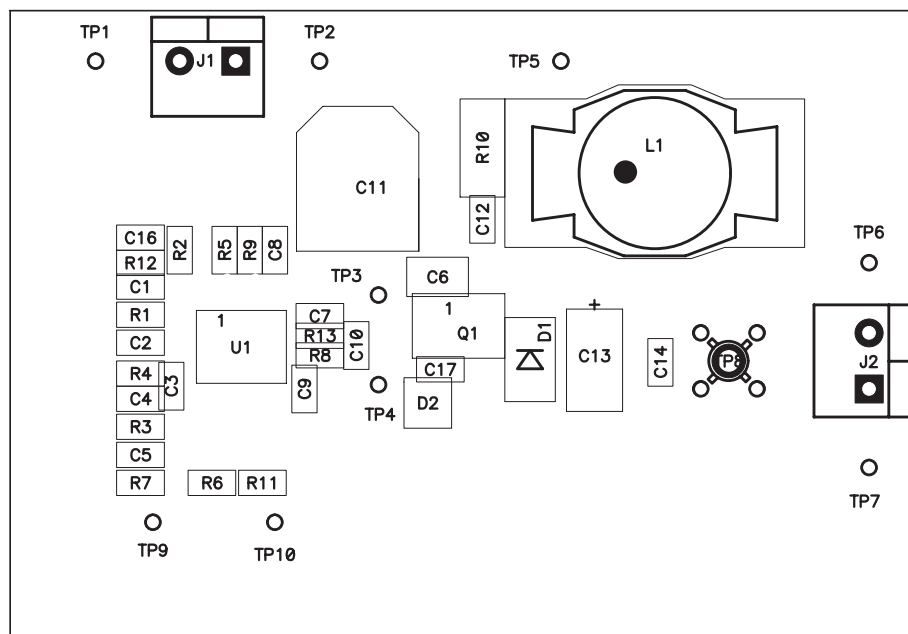 TP1
J1
TP2
TP5
R10
L1
C11
C12
C16
R2
R5
R9
C8
R12
TP6
C1
TP3
C6
R1
1
C7
1
+
R13
C10
Q1
D1
C2
U1
R8
C13
C14
TP8
J2
R4
C3
C9
C17
C4
TP4
D2
R3
C5
R7
R6
R11
TP7
TP9
TP10